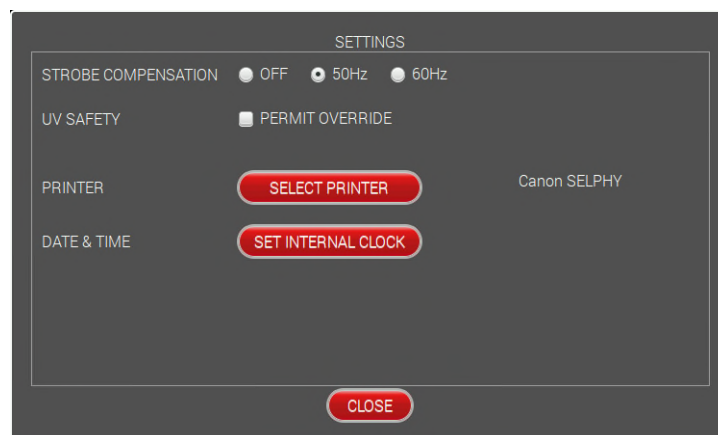 SETTINGS
STROBE COMPENSATION OFF 50Hz 60Hz
UV SAFETY PERMIT OVERRIDE
PRINTER SELECT PRINTER Canon SELPHY
DATE & TIME SET INTERNAL CLOCK
CLOSE